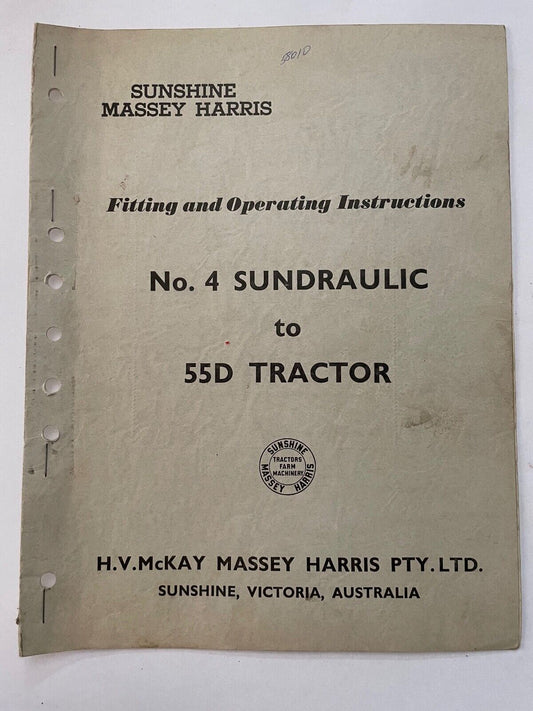 5801D
SUNSHINE
MASSEY HARRIS
Fitting and Operating Instructions
No. 4 SUNDRAULIC
to
55D TRACTOR
SUNSHINE
TRACTORS
FARM
MACHINERY
MASSEY HARRIS
H.V.McKAY MASSEY HARRIS PTY. LTD.
SUNSHINE, VICTORIA, AUSTRALIA